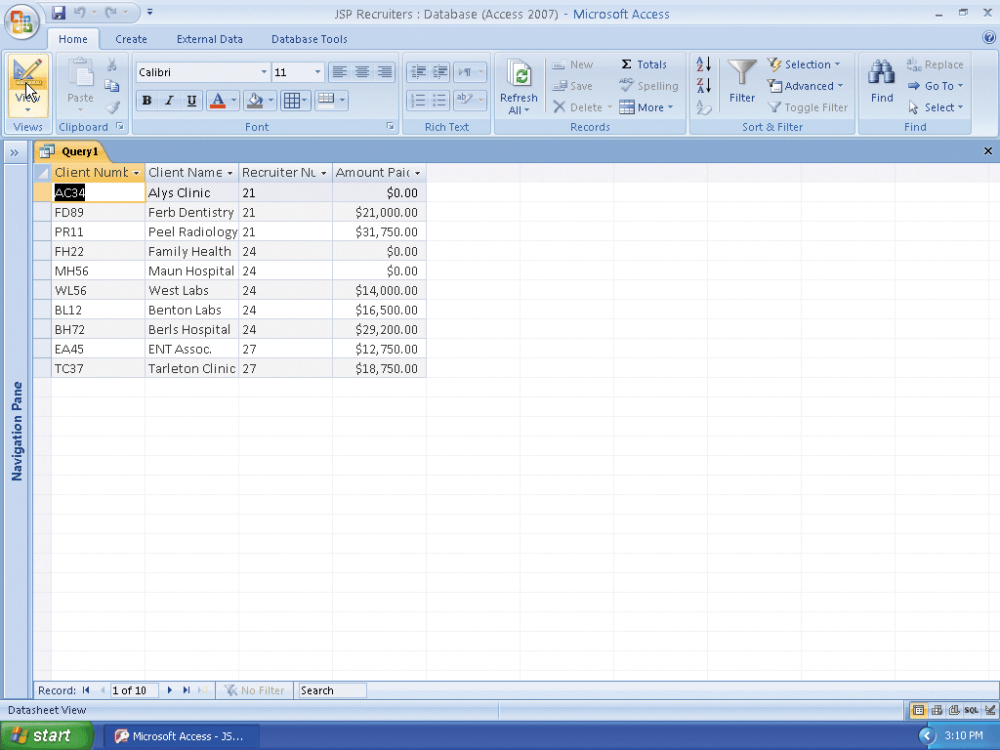 JSP Recruiters : Database (Access 2007) - Microsoft Access
Home Create External Data Database Tools
View
Views
Paste
Clipboard
Calibri 11
B I U A
Font
ab
Rich Text
Refresh All
New
Save
Delete
Σ Totals
ABC Spelling
More
Records
Filter
Selection
Advanced
Toggle Filter
Sort & Filter
Find
Replace
Go To
Select
Find
» Query1
Client Numb Client Name Recruiter Nu Amount Paid
AC34 Alys Clinic 21 $0.00
FD89 Ferb Dentistry 21 $21,000.00
PR11 Peel Radiology 21 $31,750.00
FH22 Family Health 24 $0.00
MH56 Maun Hospital 24 $0.00
WL56 West Labs 24 $14,000.00
BL12 Benton Labs 24 $16,500.00
BH72 Berls Hospital 24 $29,200.00
EA45 ENT Assoc. 27 $12,750.00
TC37 Tarleton Clinic 27 $18,750.00
Navigation Pane
Record: 1 of 10 No Filter Search
Datasheet View SQL
start Microsoft Access - JS... 3:10 PM